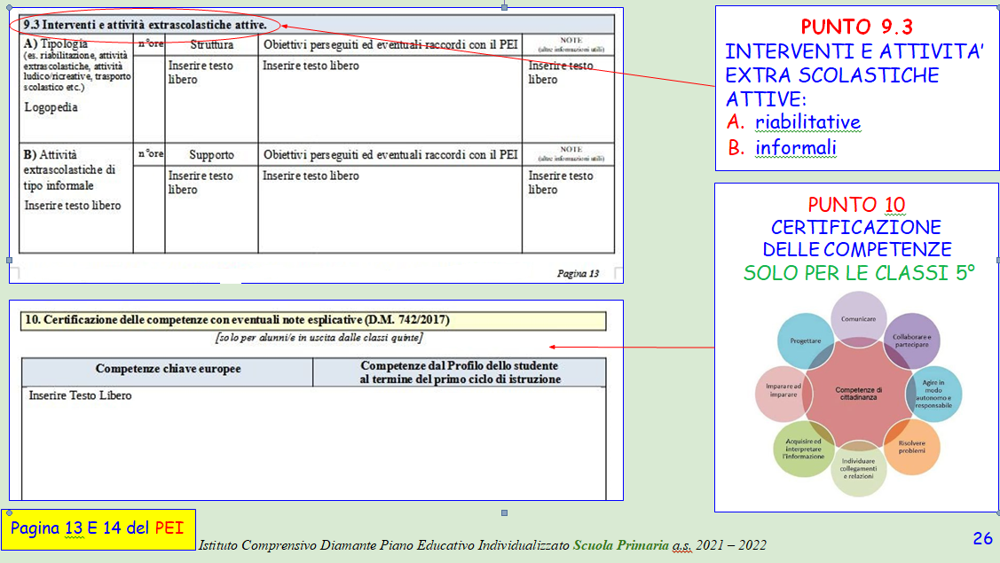 9.3 Interventi e attività extrascolastiche attive.
A) Tipologia
(es. riabilitazione, attività
extrascolastiche, attività
ludico/ricreative, trasporto
scolastico etc.)
Logopedia
n°ore
Struttura
Inserire testo
libero
Obiettivi perseguiti ed eventuali raccordi con il PEI
Inserire testo libero
NOTE
(altre informazioni utili)
Inserire testo
libero
B) Attività
extrascolastiche di
tipo informale
Inserire testo libero
n°ore
Supporto
Inserire testo
libero
Obiettivi perseguiti ed eventuali raccordi con il PEI
Inserire testo libero
NOTE
(altre informazioni utili)
Inserire testo
libero
Pagina 13
PUNTO 9.3
INTERVENTI E ATTIVITA'
EXTRA SCOLASTICHE
ATTIVE:
A. riabilitative
B. informali
10. Certificazione delle competenze con eventuali note esplicative (D.M. 742/2017)
[solo per alunni/e in uscita dalle classi quinte]
Competenze chiave europee
Competenze dal Profilo dello studente
al termine del primo ciclo di istruzione
Inserire Testo Libero
PUNTO 10
CERTIFICAZIONE
DELLE COMPETENZE
SOLO PER LE CLASSI 5°
Comunicare
Collaborare e
partecipare
Agire in
modo
autonomo e
responsabile
Risolvere
problemi
Individuare
collegamenti
e relazioni
Acquisire ed
interpretare
l'informazione
Imparare ad
imparare
Progettare
Competenze di
cittadinanza
Pagina 13 E 14 del PEI
Istituto Comprensivo Diamante Piano Educativo Individualizzato Scuola Primaria a.s. 2021 – 2022
26